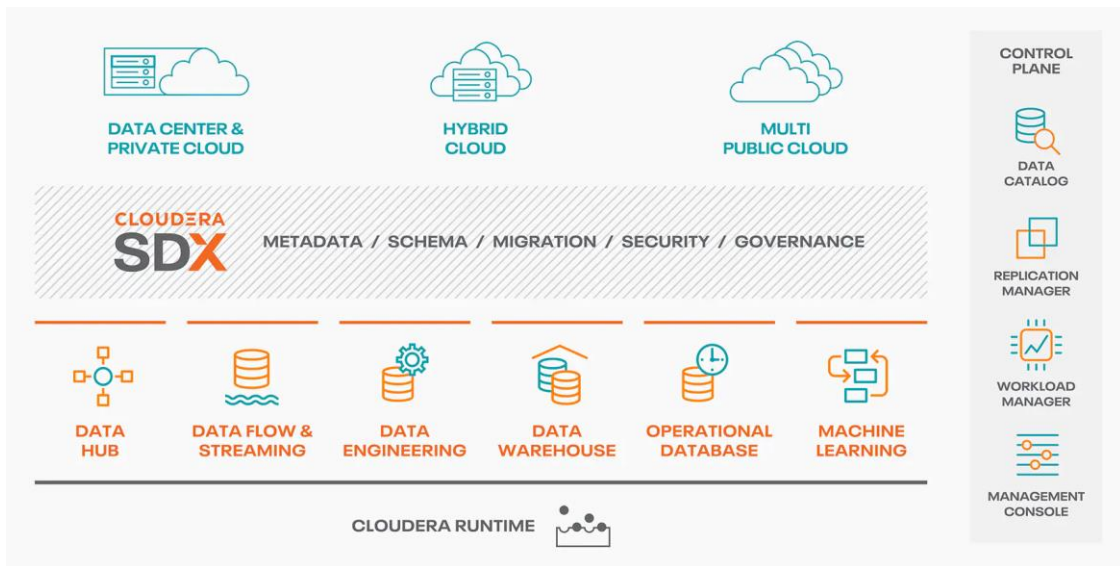 DATA CENTER &
PRIVATE CLOUD
HYBRID
CLOUD
MULTI
PUBLIC CLOUD
CLOUDERA
SDX
METADATA / SCHEMA / MIGRATION / SECURITY / GOVERNANCE
DATA
HUB
DATA FLOW &
STREAMING
DATA
ENGINEERING
DATA
WAREHOUSE
OPERATIONAL
DATABASE
MACHINE
LEARNING
CLOUDERA RUNTIME
CONTROL
PLANE
DATA
CATALOG
REPLICATION
MANAGER
WORKLOAD
MANAGER
MANAGEMENT
CONSOLE